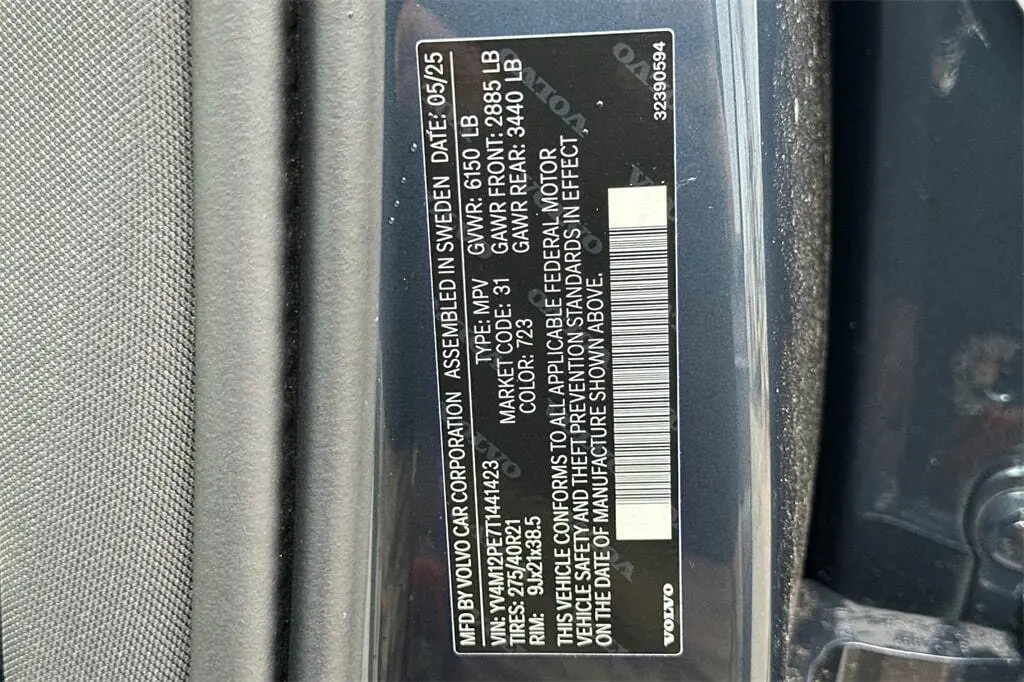 MFD BY VOLVO CAR CORPORATION ASSEMBLED IN SWEDEN DATE: 05/25
VIN: YV4M12PE7T1441423 TYPE: MPV GVWR: 6150 LB
TIRES: 275/40R21 MARKET CODE: 31 GAWR FRONT: 2885 LB
RIM: 9Jx21x38.5 COLOR: 723 GAWR REAR: 3440 LB
THIS VEHICLE CONFORMS TO ALL APPLICABLE FEDERAL MOTOR
VEHICLE SAFETY AND THEFT PREVENTION STANDARDS IN EFFECT
ON THE DATE OF MANUFACTURE SHOWN ABOVE.
VOLVO 32390594